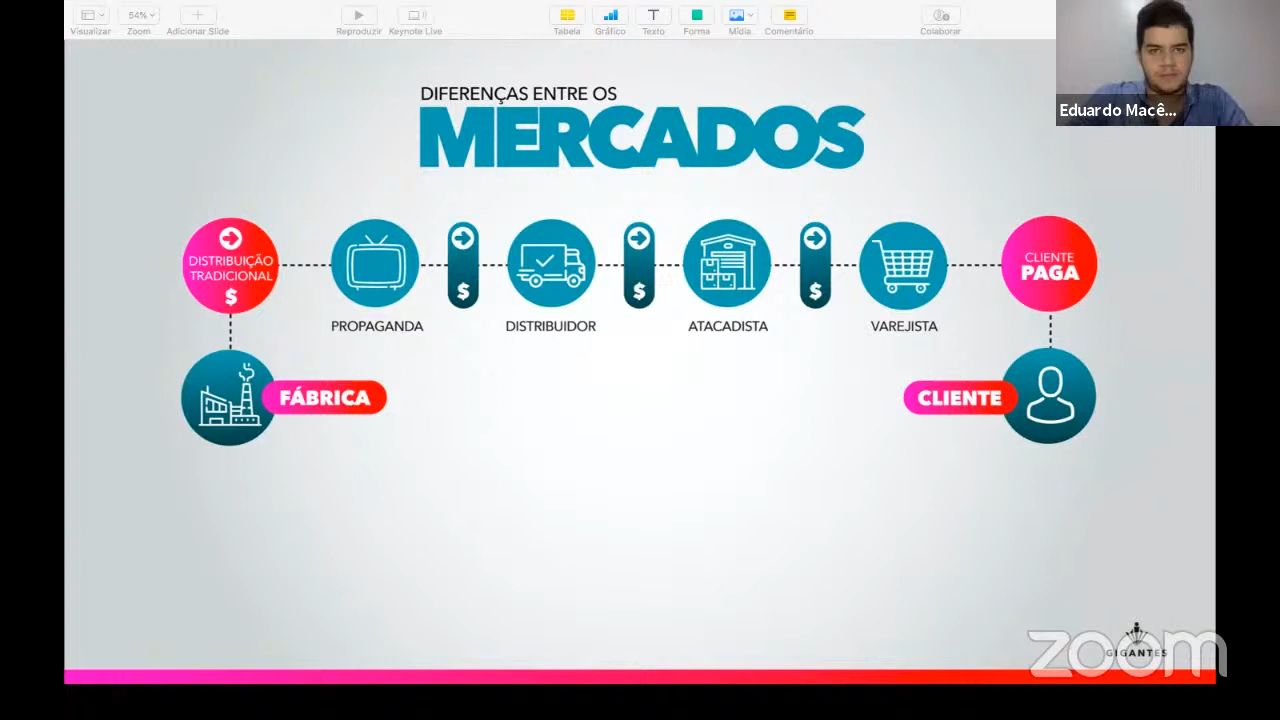 54%
Visualizar
Zoom
Adicionar Slide
Reproduzir
Keynote Live
Tabela
Gráfico
Texto
Forma
Mídia
Comentário
Colaborar
Eduardo Macê...
DIFERENÇAS ENTRE OS
MERCADOS
DISTRIBUIÇÃO
TRADICIONAL
$
$
$
$
CLIENTE
PAGA
PROPAGANDA
DISTRIBUIDOR
ATACADISTA
VAREJISTA
FÁBRICA
CLIENTE
zoom
GIGANTES